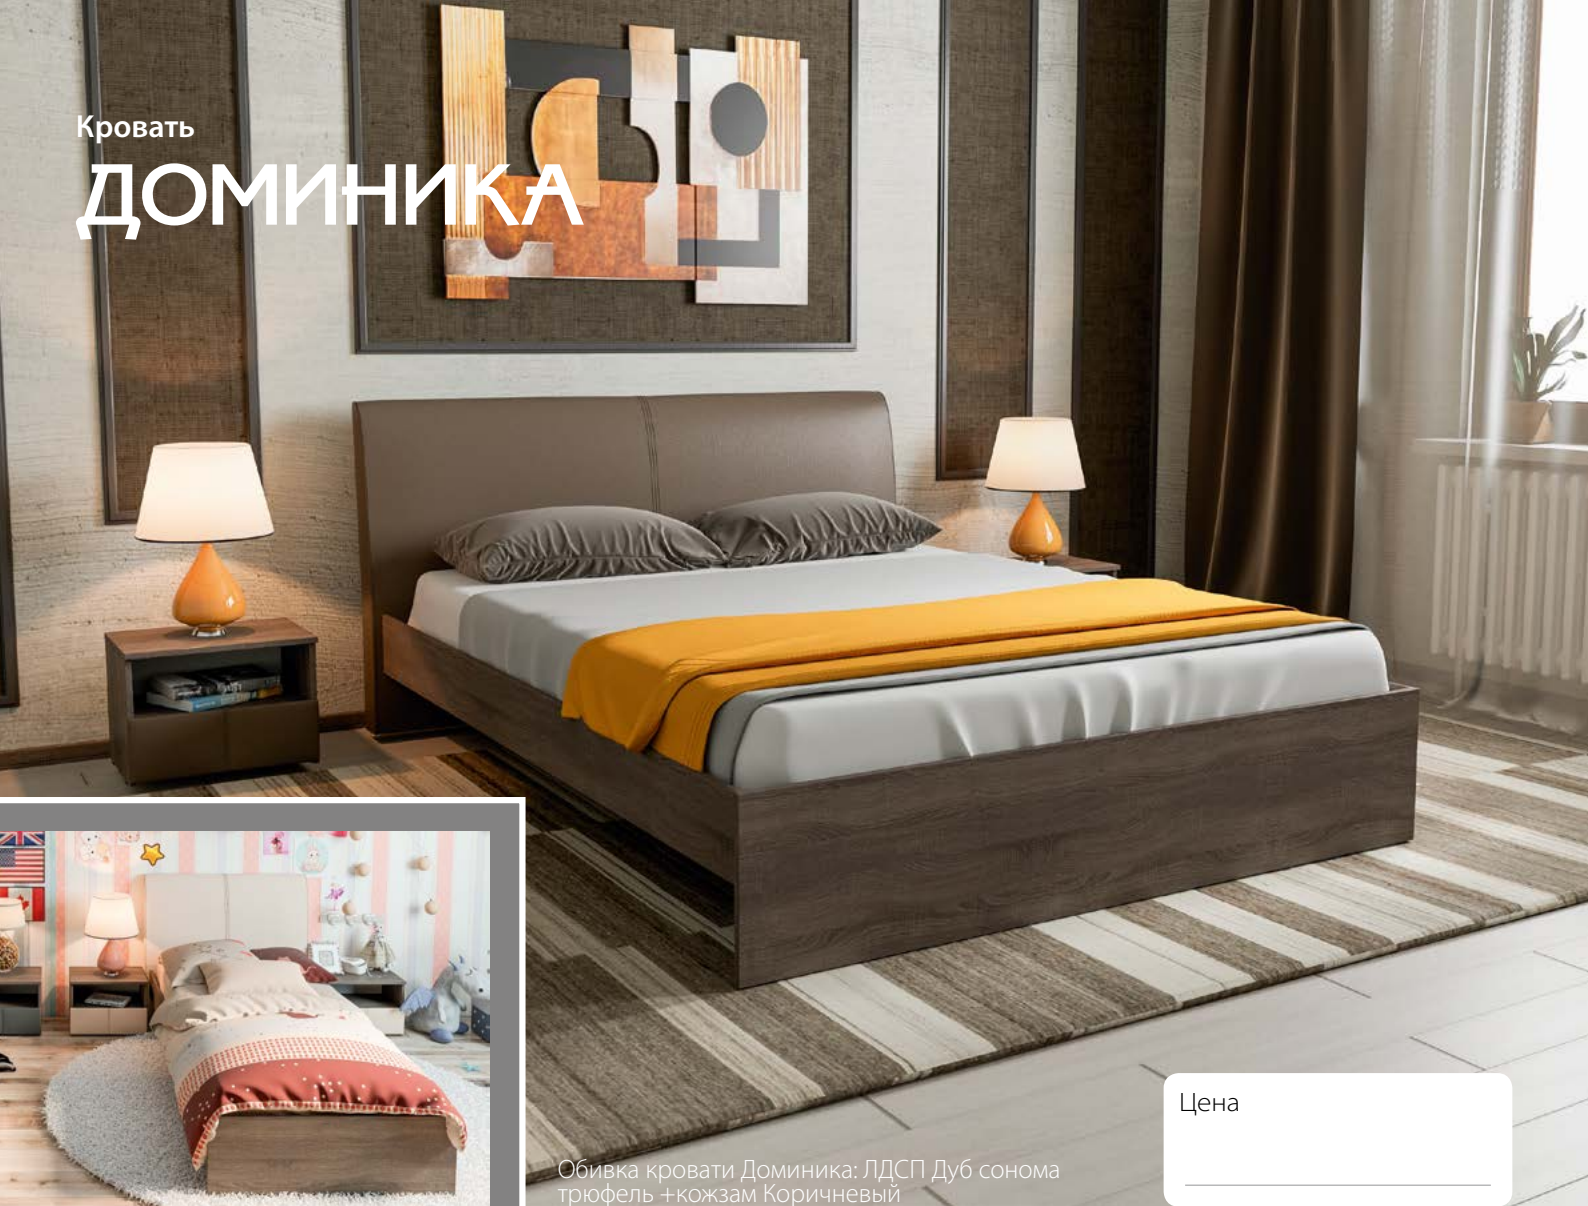 Кровать
ДОМИНИКА
Цена
Обивка кровати Доминика: ЛДСП Дуб сонома
трюфель +кожзам Коричневый